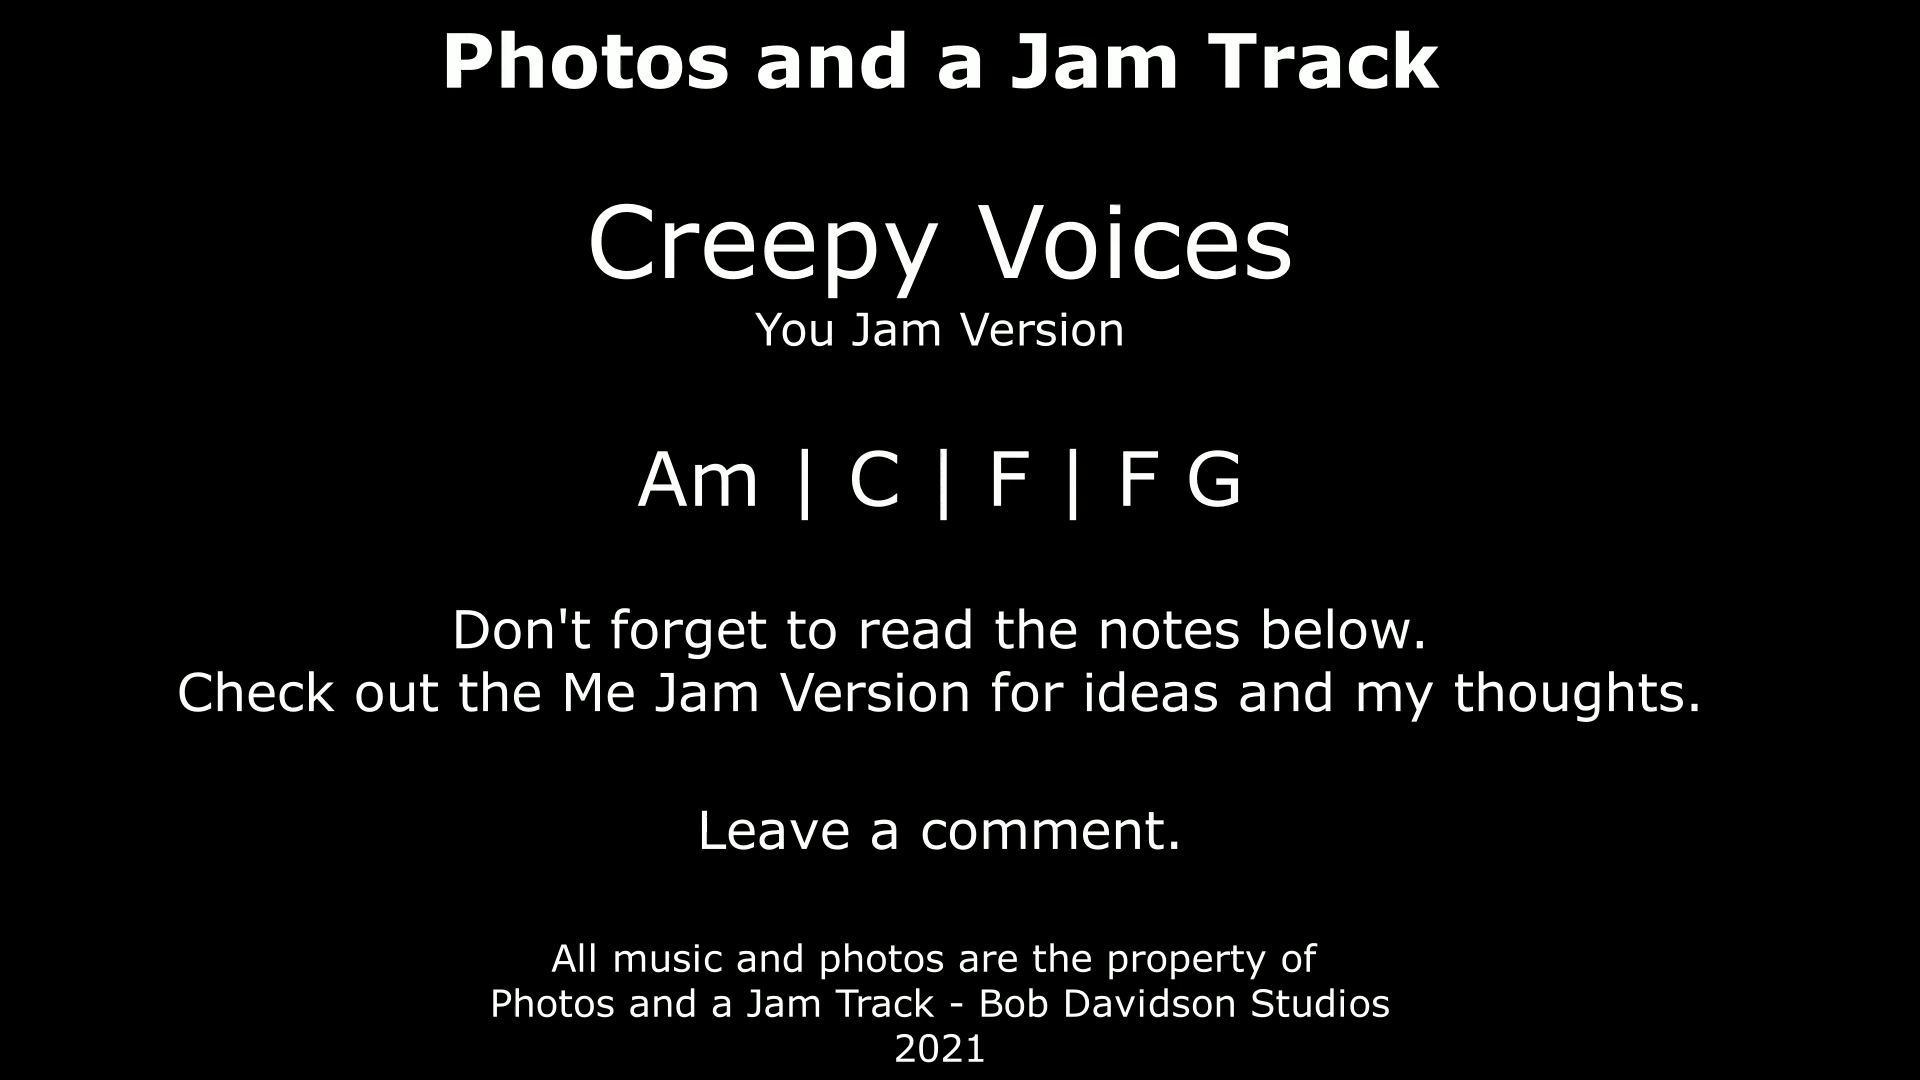 Photos and a Jam Track
Creepy Voices
You Jam Version
Am | C | F | F G
Don't forget to read the notes below.
Check out the Me Jam Version for ideas and my thoughts.
Leave a comment.
All music and photos are the property of
Photos and a Jam Track - Bob Davidson Studios
2021